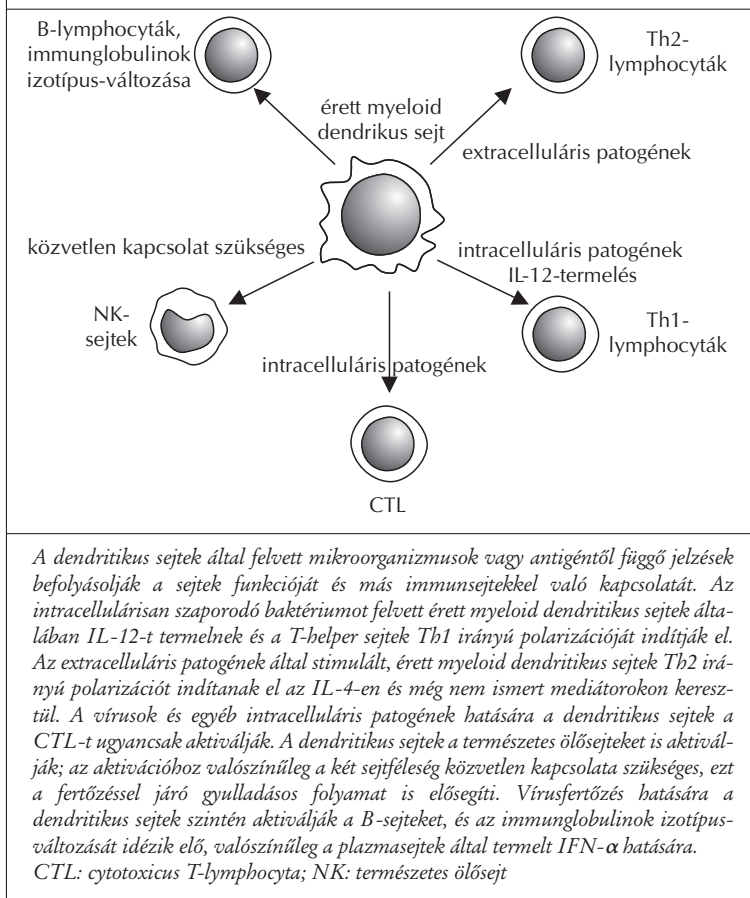 B-lymphocyták,
immunglobulinok
izotípus-változása
Th2-
lymphocyták
érett myeloid
dendrikus sejt
extracelluláris patogének
közvetlen kapcsolat szükséges
intracelluláris patogének
IL-12-termelés
NK-
sejtek
Th1-
lymphocyták
intracelluláris patogének
CTL
A dendritikus sejtek által felvett mikroorganizmusok vagy antigéntől függő jelzések
befolyásolják a sejtek funkcióját és más immunsejtekkel való kapcsolatát. Az
intracellulárisan szaporodó baktériumot felvett érett myeloid dendritikus sejtek álta-
lában IL-12-t termelnek és a T-helper sejtek Th1 irányú polarizációját indítják el.
Az extracelluláris patogének által stimulált, érett myeloid dendritikus sejtek Th2 irá-
nyú polarizációt indítanak el az IL-4-en és még nem ismert mediátorokon keresz-
tül. A vírusok és egyéb intracelluláris patogének hatására a dendritikus sejtek a
CTL-t ugyancsak aktiválják. A dendritikus sejtek a természetes ölősejteket is aktivál-
ják; az aktivációhoz valószínűleg a két sejtféleség közvetlen kapcsolata szükséges, ezt
a fertőzéssel járó gyulladásos folyamat is elősegíti. Vírusfertőzés hatására a
dendritikus sejtek szintén aktiválják a B-sejteket, és az immunglobulinok izotípus-
változását idézik elő, valószínűleg a plazmasejtek által termelt IFN-α hatására.
CTL: cytotoxicus T-lymphocyta; NK: természetes ölősejt